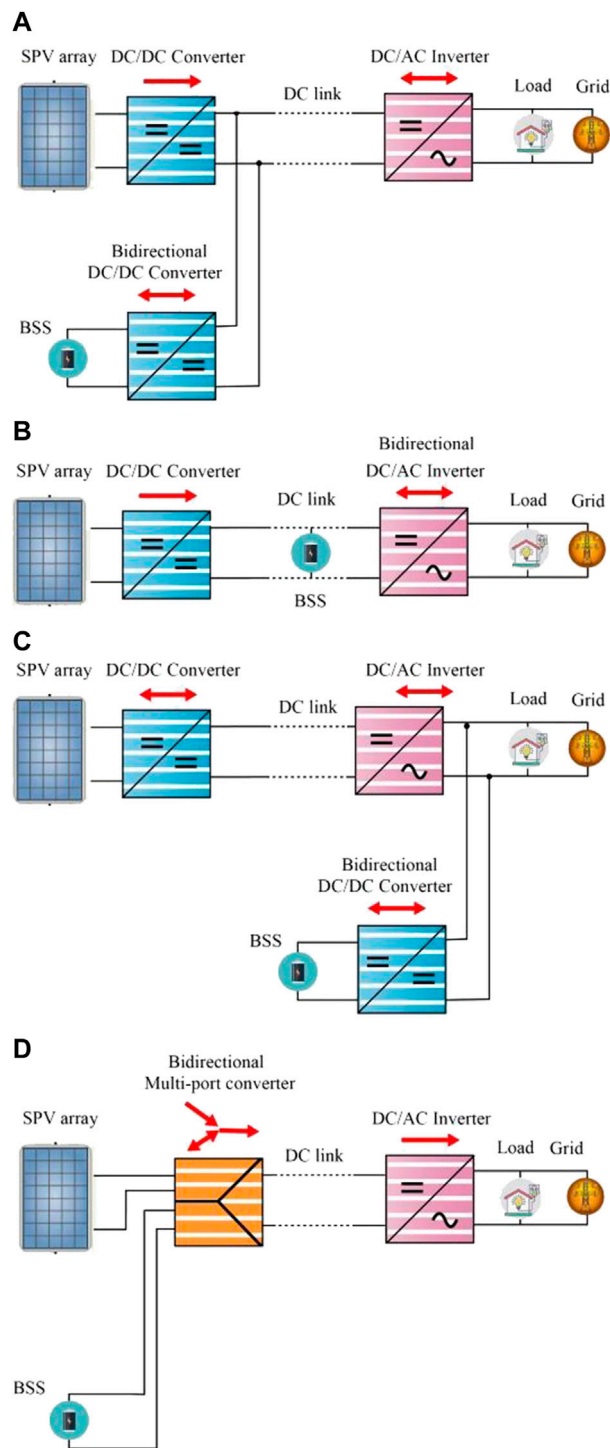 A
SPV array
DC/DC Converter
DC link
DC/AC Inverter
Load
Grid
Bidirectional
DC/DC Converter
BSS
B
SPV array
DC/DC Converter
DC link
BSS
Bidirectional
DC/AC Inverter
Load
Grid
C
SPV array
DC/DC Converter
DC link
DC/AC Inverter
Load
Grid
Bidirectional
DC/DC Converter
BSS
D
SPV array
Bidirectional
Multi-port converter
DC link
DC/AC Inverter
Load
Grid
BSS